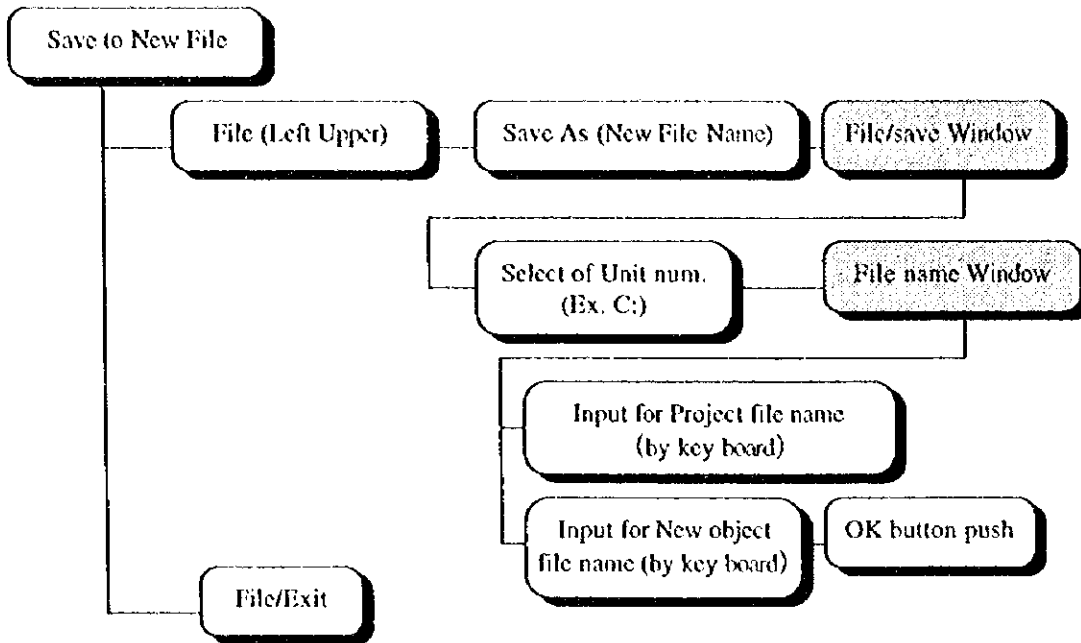 Save to New File
File (Left Upper)
Save As (New File Name)
File/save Window
Select of Unit num.
(Ex. C:)
File name Window
Input for Project file name
(by key board)
Input for New object
file name (by key board)
OK button push
File/Exit